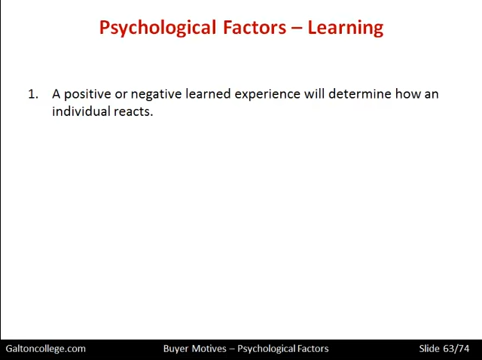 Psychological Factors – Learning
1. A positive or negative learned experience will determine how an
individual reacts.
Galtoncollege.com Buyer Motives – Psychological Factors Slide 63/74